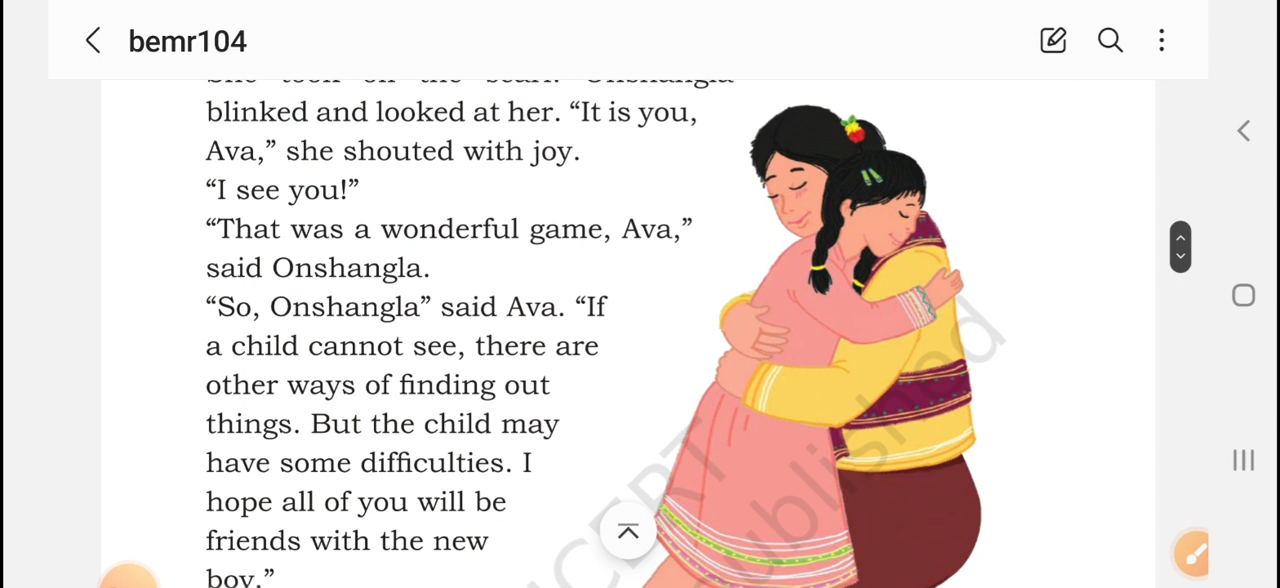 bemr104
blinked and looked at her. “It is you,
Ava,” she shouted with joy.
“I see you!”
“That was a wonderful game, Ava,”
said Onshangla.
“So, Onshangla” said Ava. “If
a child cannot see, there are
other ways of finding out
things. But the child may
have some difficulties. I
hope all of you will be
friends with the new
boy.”